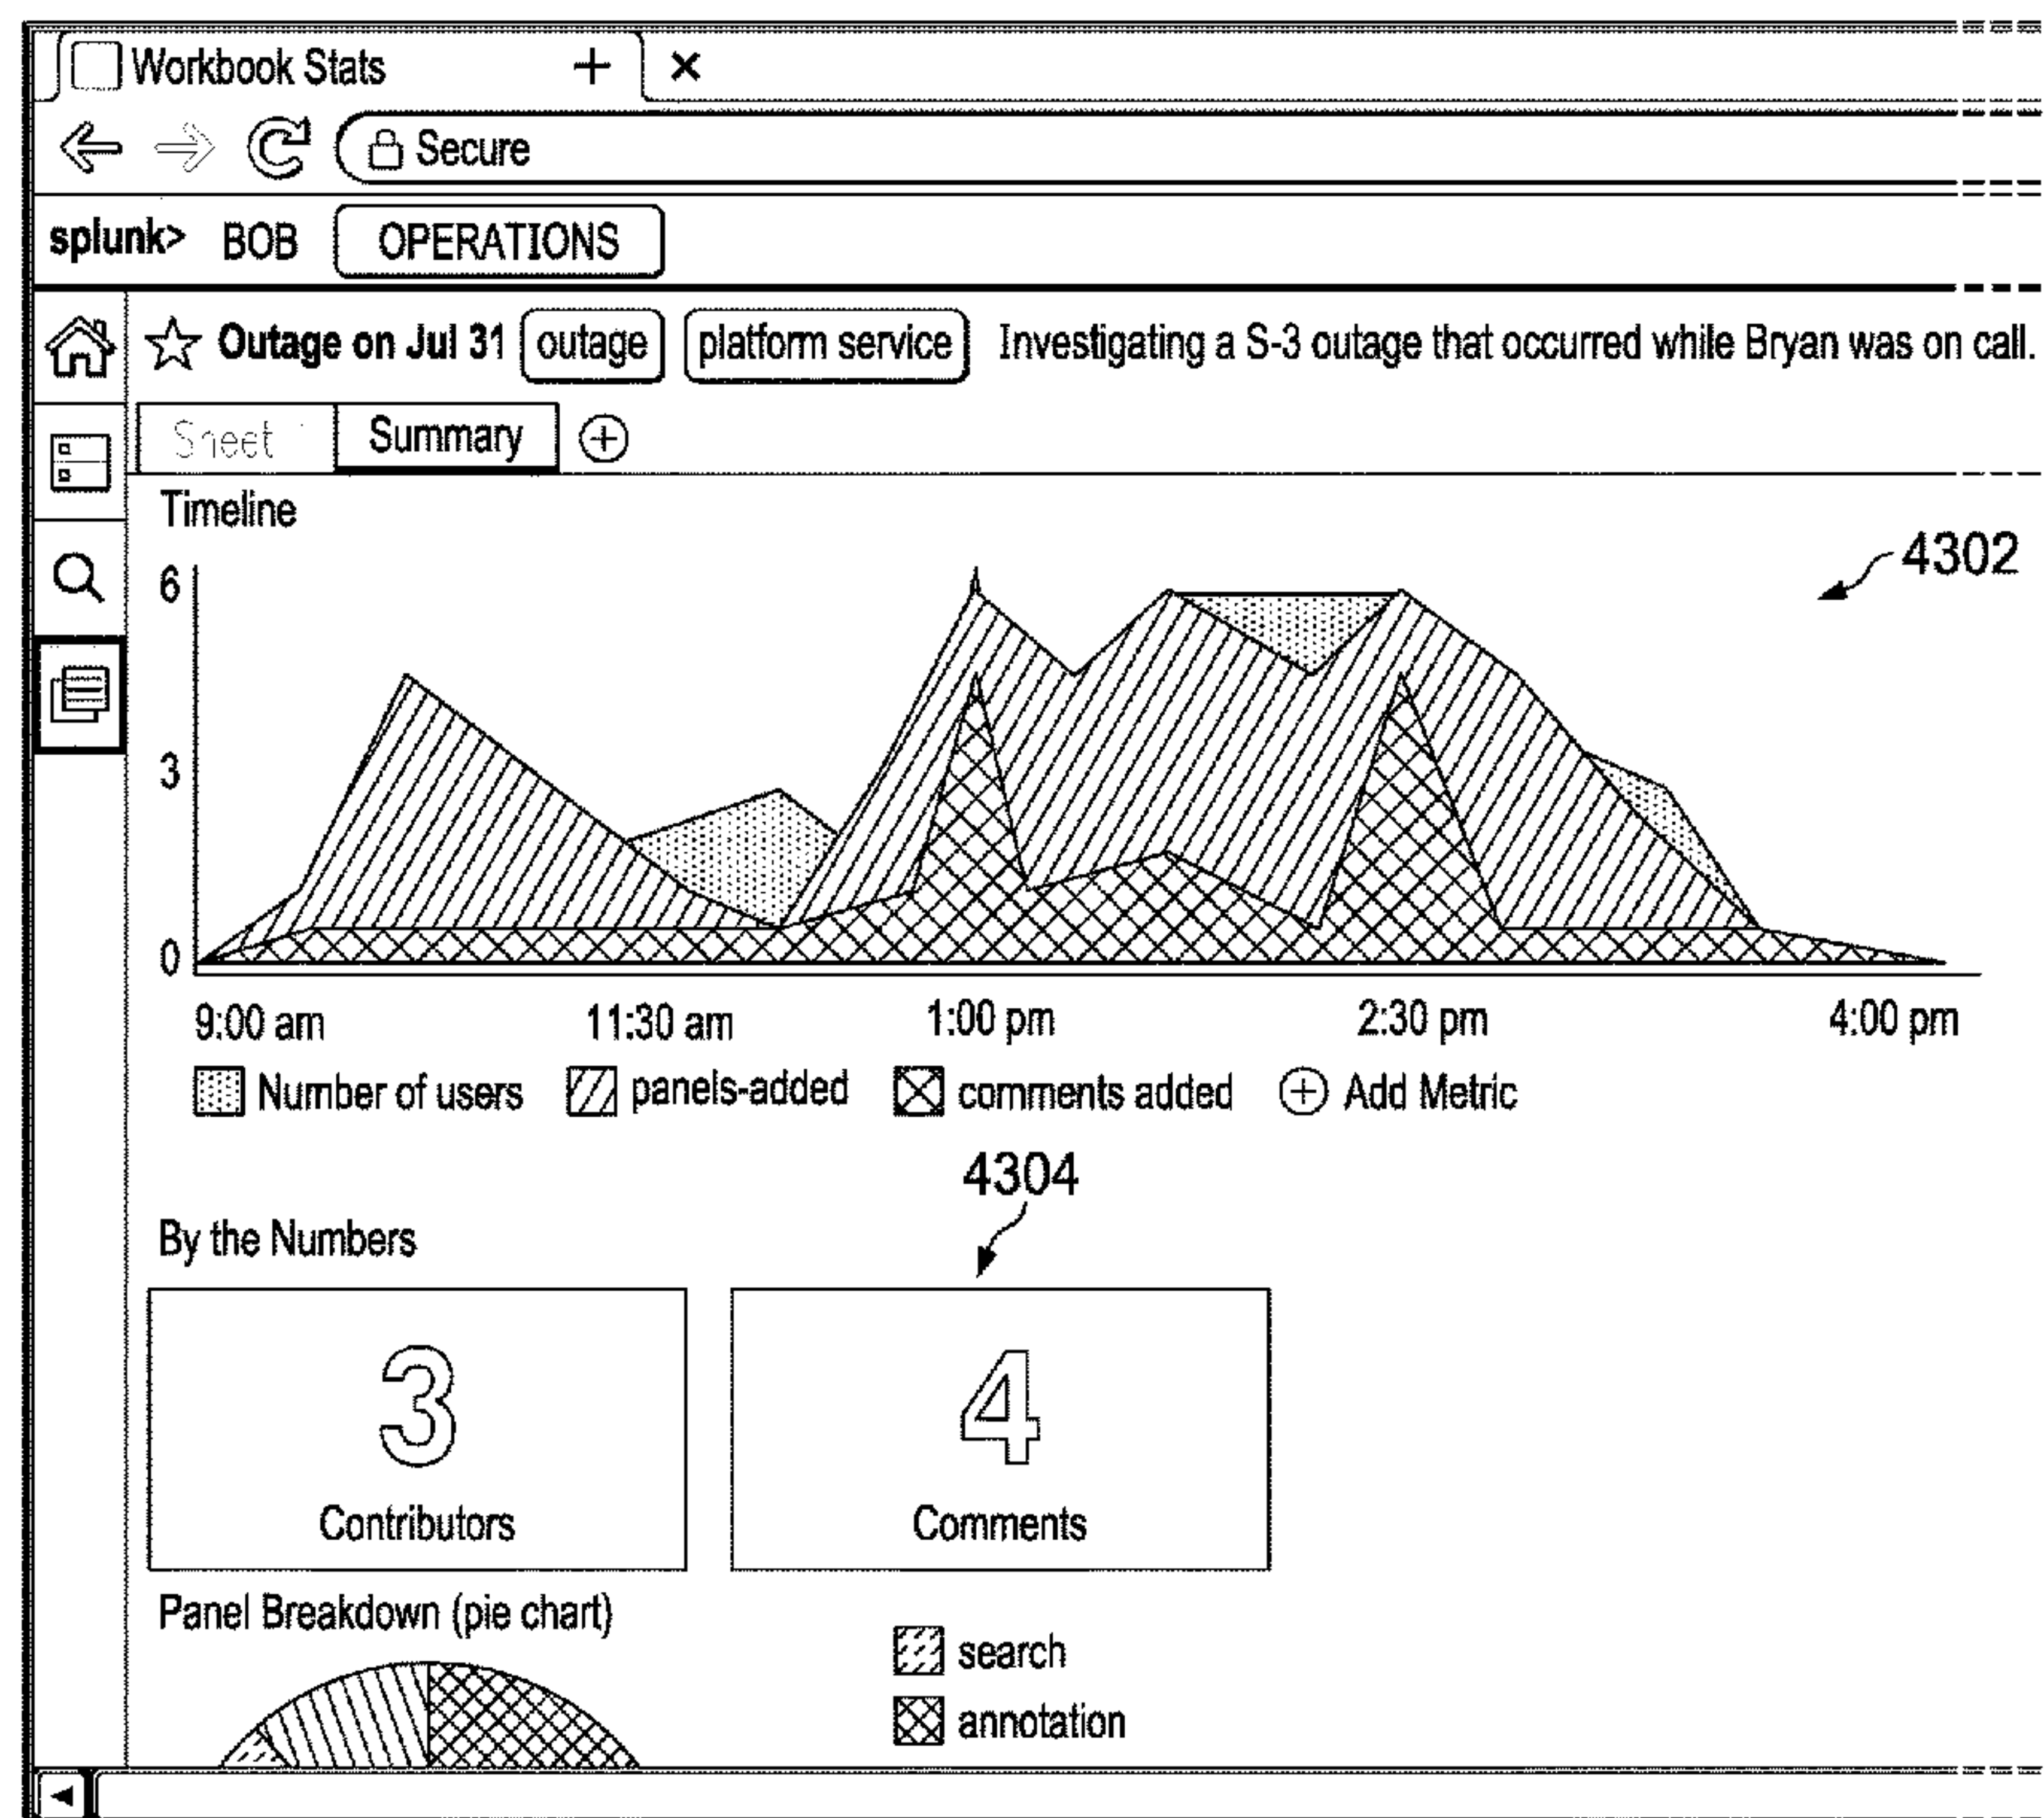 Workbook Stats + ×
Secure
splunk> BOB OPERATIONS
Outage on Jul 31 outage platform service Investigating a S-3 outage that occurred while Bryan was on call.
Sheet Summary +
Timeline
4302
6
3
0
9:00 am 11:30 am 1:00 pm 2:30 pm 4:00 pm
Number of users panels-added comments added + Add Metric
4304
By the Numbers
3 4
Contributors Comments
Panel Breakdown (pie chart)
search
annotation